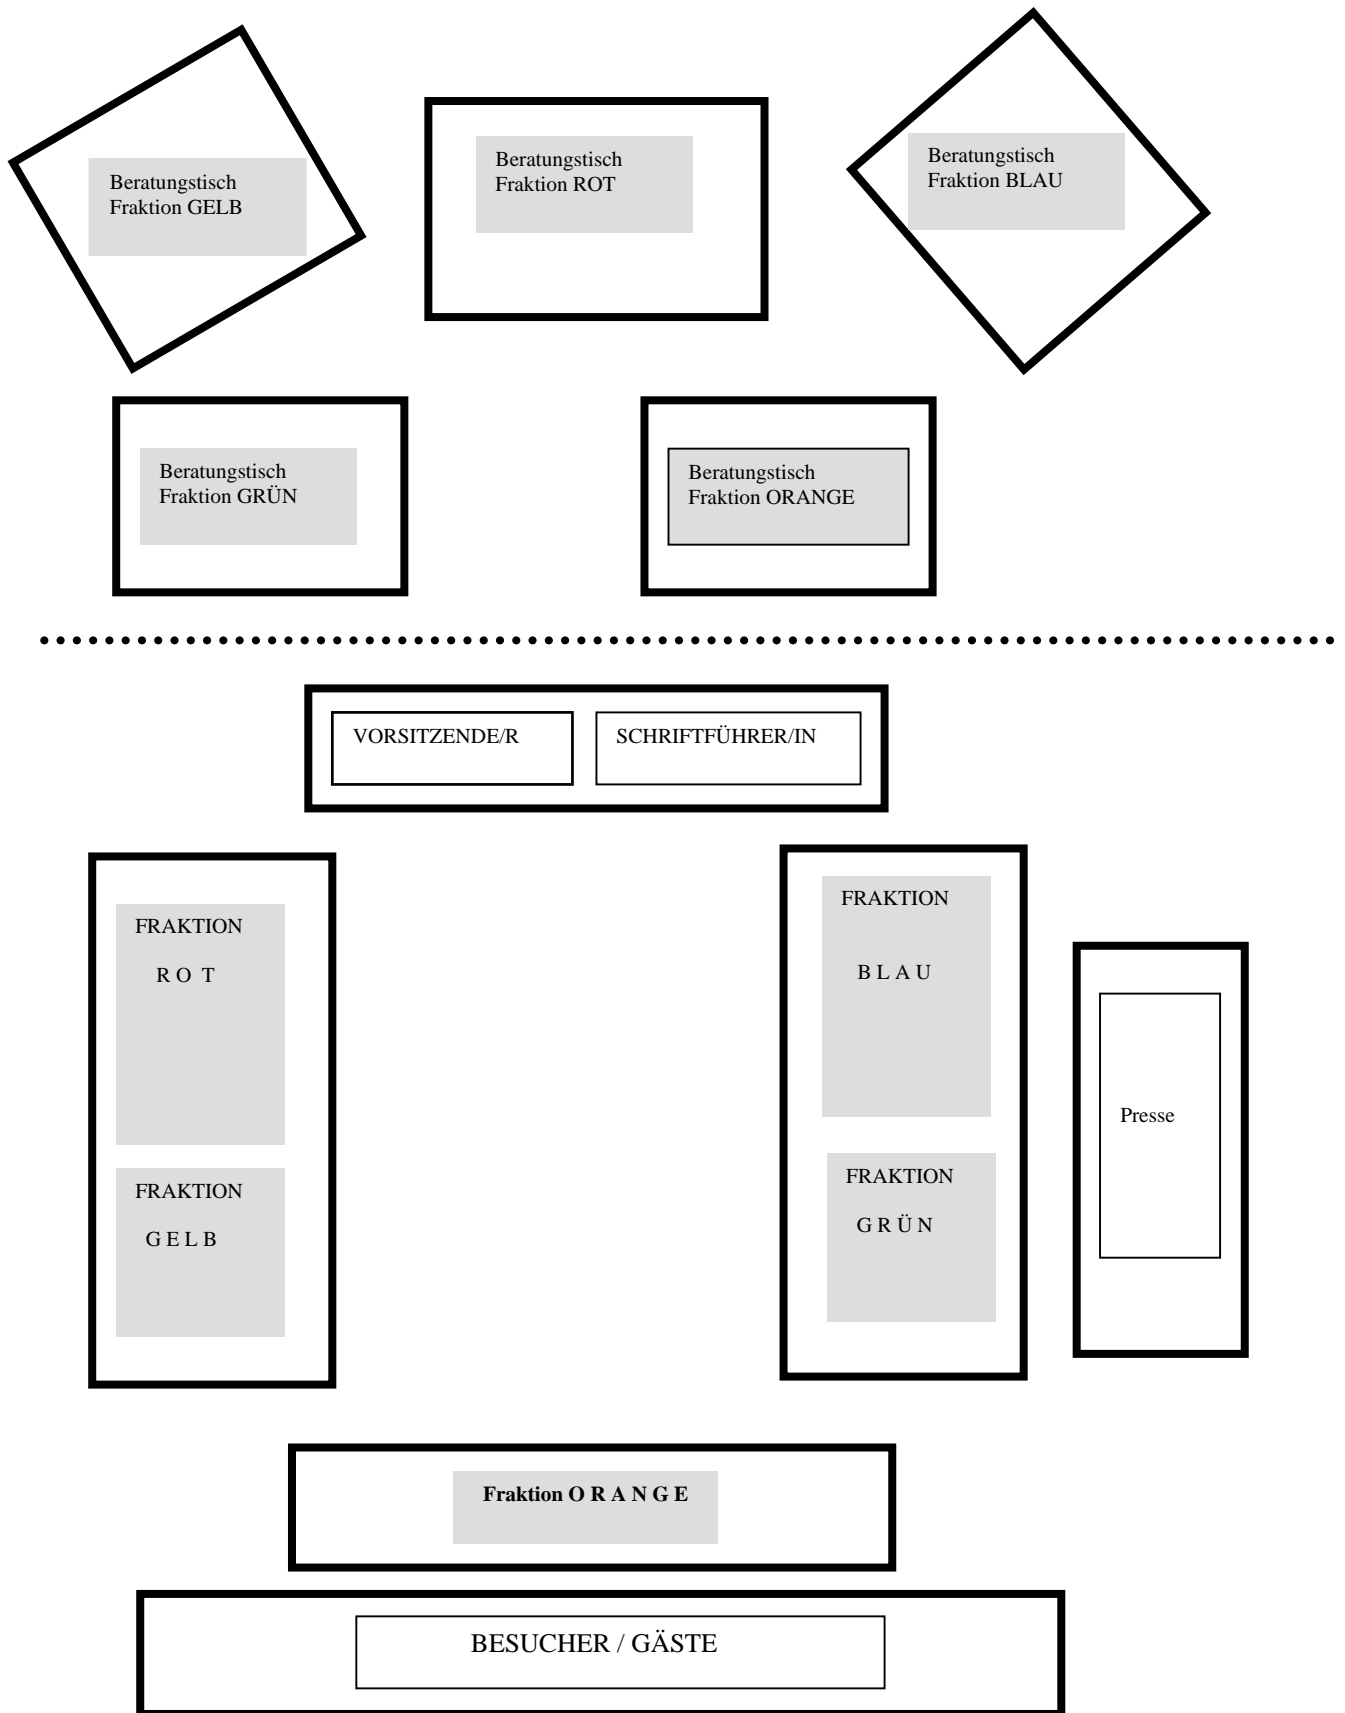 Beratungstisch
Fraktion GELB
Beratungstisch
Fraktion ROT
Beratungstisch
Fraktion BLAU
Beratungstisch
Fraktion GRÜN
Beratungstisch
Fraktion ORANGE
VORSITZENDE/R
SCHRIFTFÜHRER/IN
FRAKTION
R O T
FRAKTION
G E L B
FRAKTION
B L A U
FRAKTION
G R Ü N
Presse
Fraktion O R A N G E
BESUCHER / GÄSTE